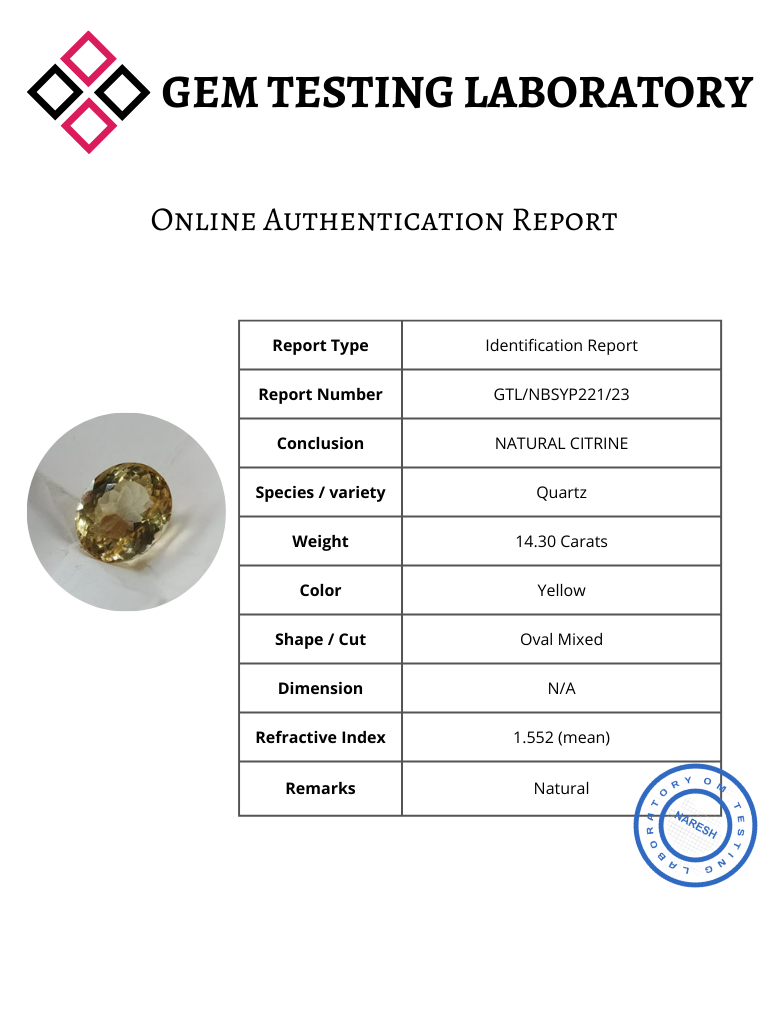 GEM TESTING LABORATORY
Online Authentication Report
Report Type Identification Report
Report Number GTL/NBSYP221/23
Conclusion NATURAL CITRINE
Species / variety Quartz
Weight 14.30 Carats
Color Yellow
Shape / Cut Oval Mixed
Dimension N/A
Refractive Index 1.552 (mean)
Remarks Natural
OM TESTING LABORATORY
NARESH